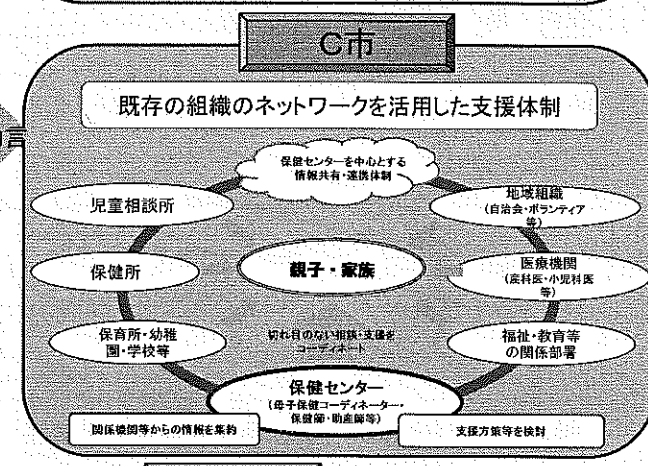 C市
言
既存の組織のネットワークを活用した支援体制
保健センターを中心とする
情報共有・連携体制
児童相談所
地域組織
(自治会・ボランティア
等)
保健所
親子・家族
医療機関
(産科医・小児科医
等)
保育所・幼稚
園・学校等
切れ目のない相談・支援を
コーディネート
福祉・教育等
の関係部署
保健センター
(母子保健コーディネーター・
保健師・助産師等)
関係機関等からの情報を集約
支援方策等を検討